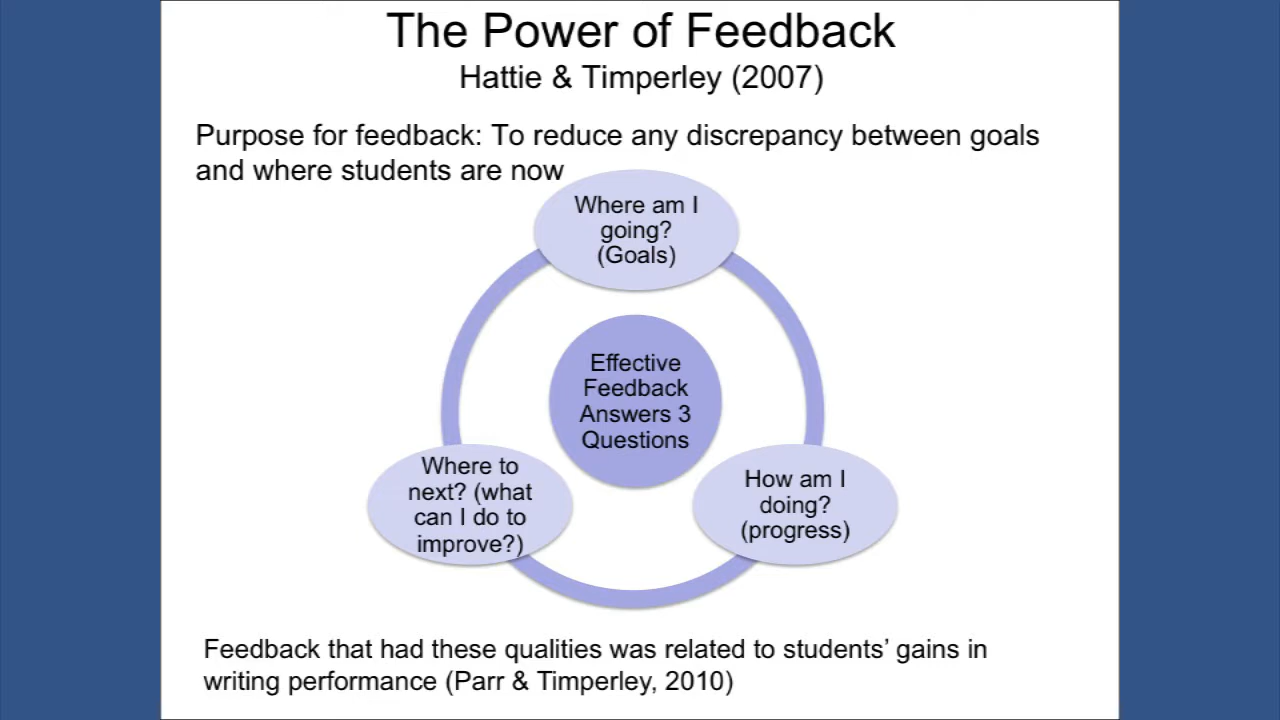 The Power of Feedback
Hattie & Timperley (2007)
Purpose for feedback: To reduce any discrepancy between goals
and where students are now
Where am I
going?
(Goals)
Effective
Feedback
Answers 3
Questions
How am I
doing?
(progress)
Where to
next? (what
can I do to
improve?)
Feedback that had these qualities was related to students’ gains in
writing performance (Parr & Timperley, 2010)